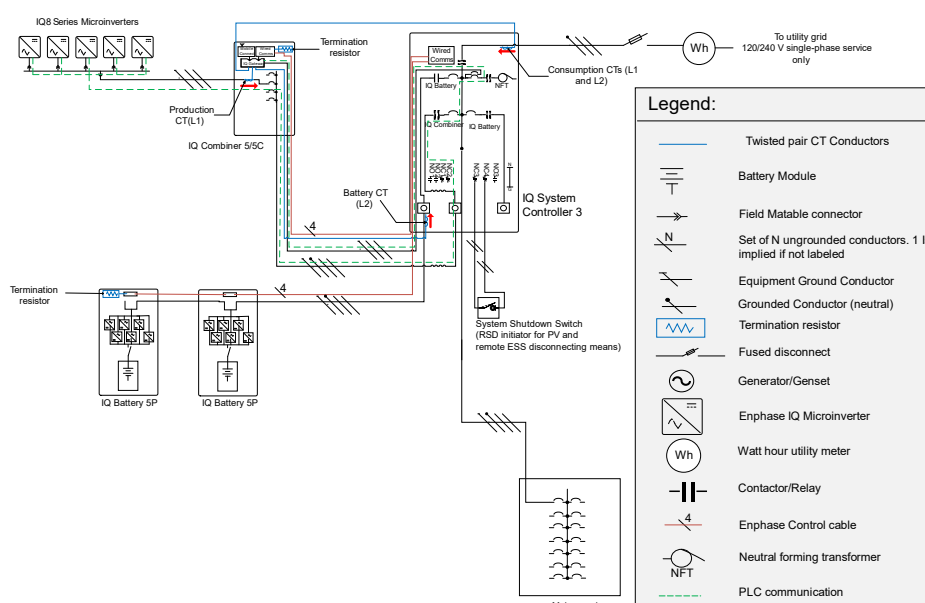 IQ8 Series Microinverters
Termination
resistor
Wired
Comms
Wired
Comms
Production
CT(L1)
IQ Combiner 5/5C
Consumption CTs (L1
and L2)
Wh
To utility grid
120/240 V single-phase service
only
IQ Battery
NFT
IQ Combiner
IQ Battery
NC3
NC4
Battery CT
(L2)
IQ System
Controller 3
4
4
Termination
resistor
System Shutdown Switch
(RSD initiator for PV and
remote ESS disconnecting means)
IQ Battery 5P
IQ Battery 5P
Legend:
Twisted pair CT Conductors
Battery Module
Field Matable connector
N
Set of N ungrounded conductors. 1 I
implied if not labeled
Equipment Ground Conductor
Grounded Conductor (neutral)
Termination resistor
Fused disconnect
Generator/Genset
Enphase IQ Microinverter
Wh
Watt hour utility meter
Contactor/Relay
4
Enphase Control cable
NFT
Neutral forming transformer
PLC communication